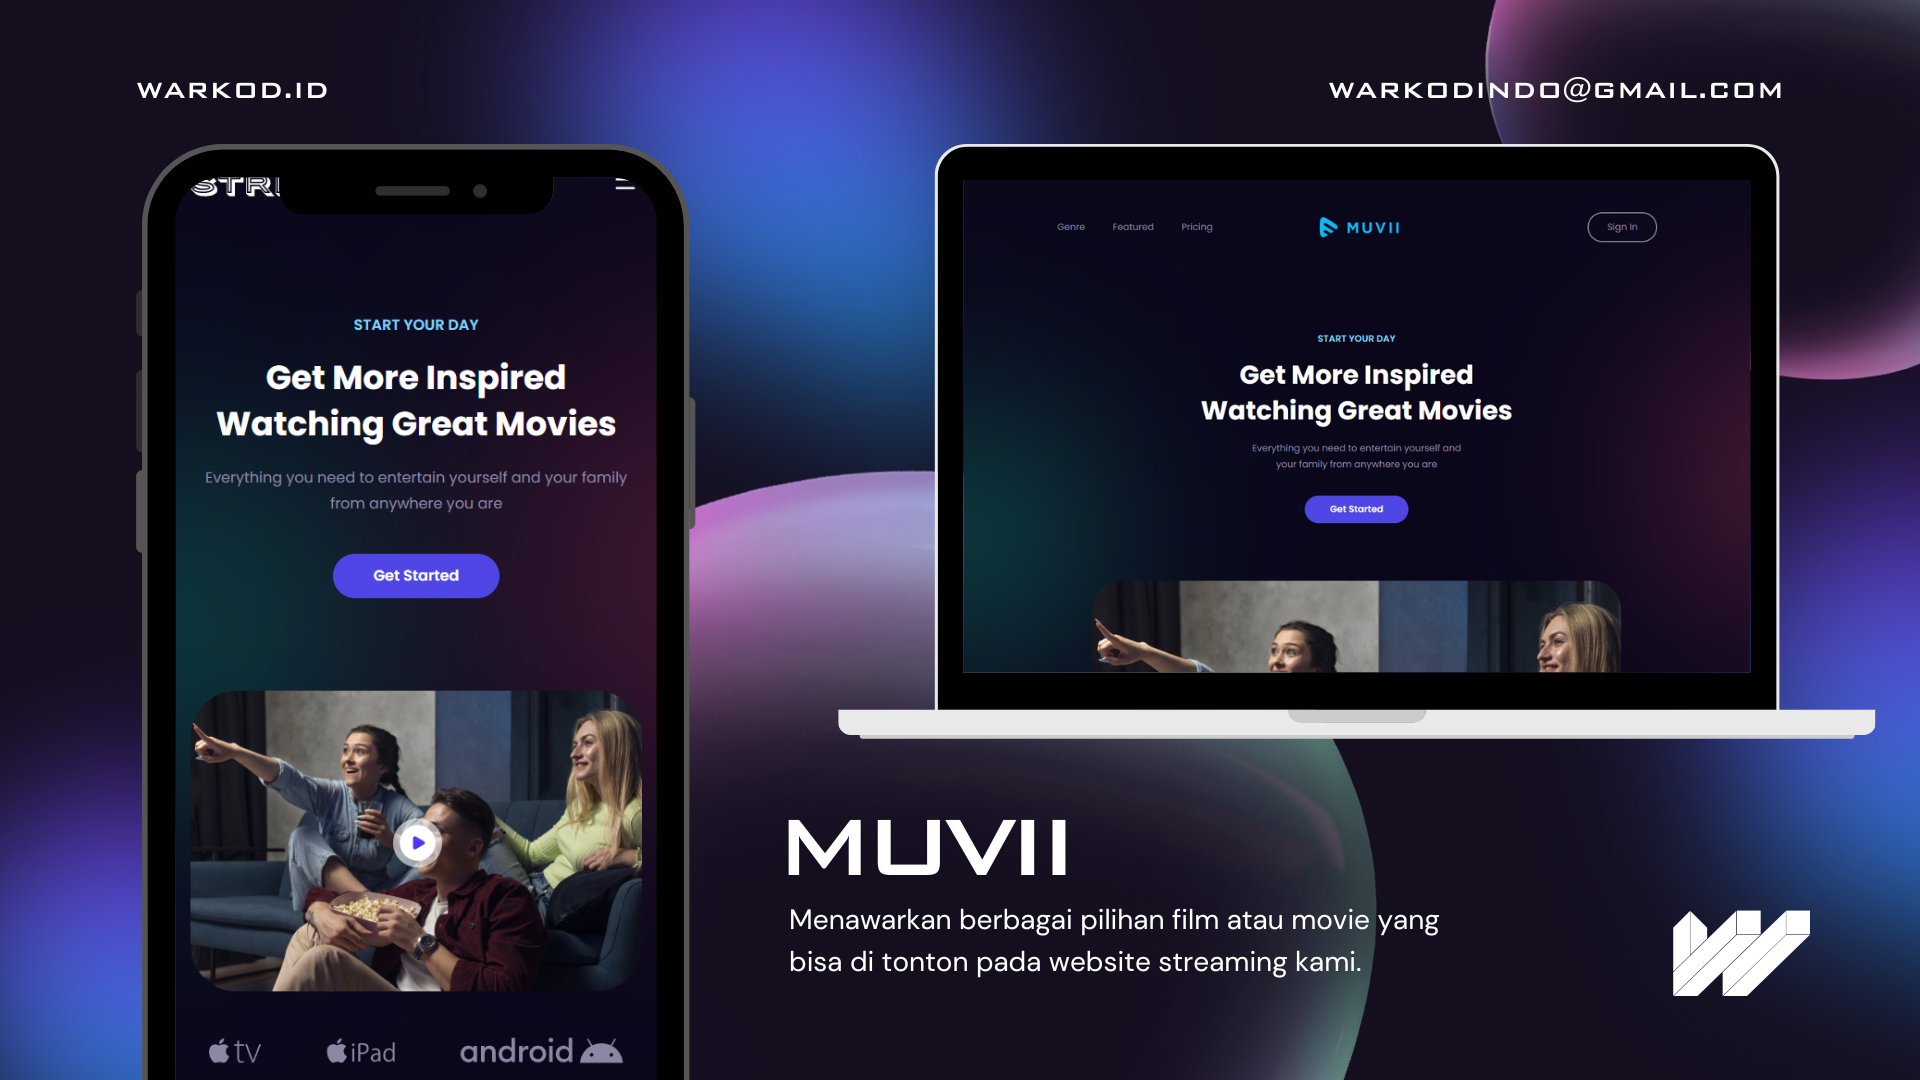 WARKOD.ID
WARKODINDO@GMAIL.COM
START YOUR DAY
Get More Inspired
Watching Great Movies
Everything you need to entertain yourself and your family
from anywhere you are
Get Started
tv
iPad
android
Genre
Featured
Pricing
MUVII
Sign In
START YOUR DAY
Get More Inspired
Watching Great Movies
Everything you need to entertain yourself and
your family from anywhere you are
Get Started
MUVII
Menawarkan berbagai pilihan film atau movie yang
bisa di tonton pada website streaming kami.